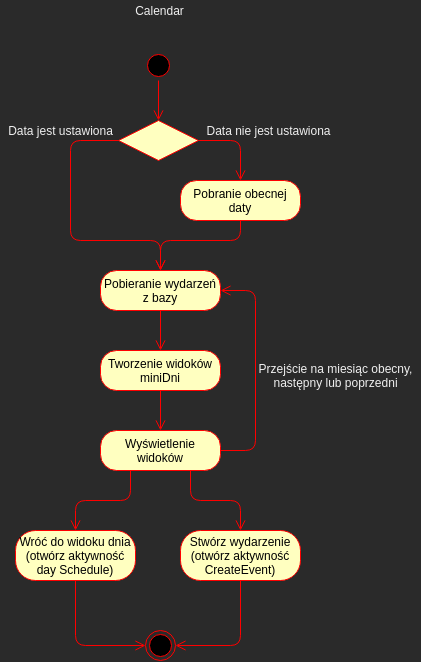 Calendar
Data jest ustawiona
Data nie jest ustawiona
Pobranie obecnej
daty
Pobieranie wydarzeń
z bazy
Tworzenie widoków
miniDni
Przejście na miesiąc obecny,
następny lub poprzedni
Wyświetlenie
widoków
Wróć do widoku dnia
(otwórz aktywność
day Schedule)
Stwórz wydarzenie
(otwórz aktywność
CreateEvent)